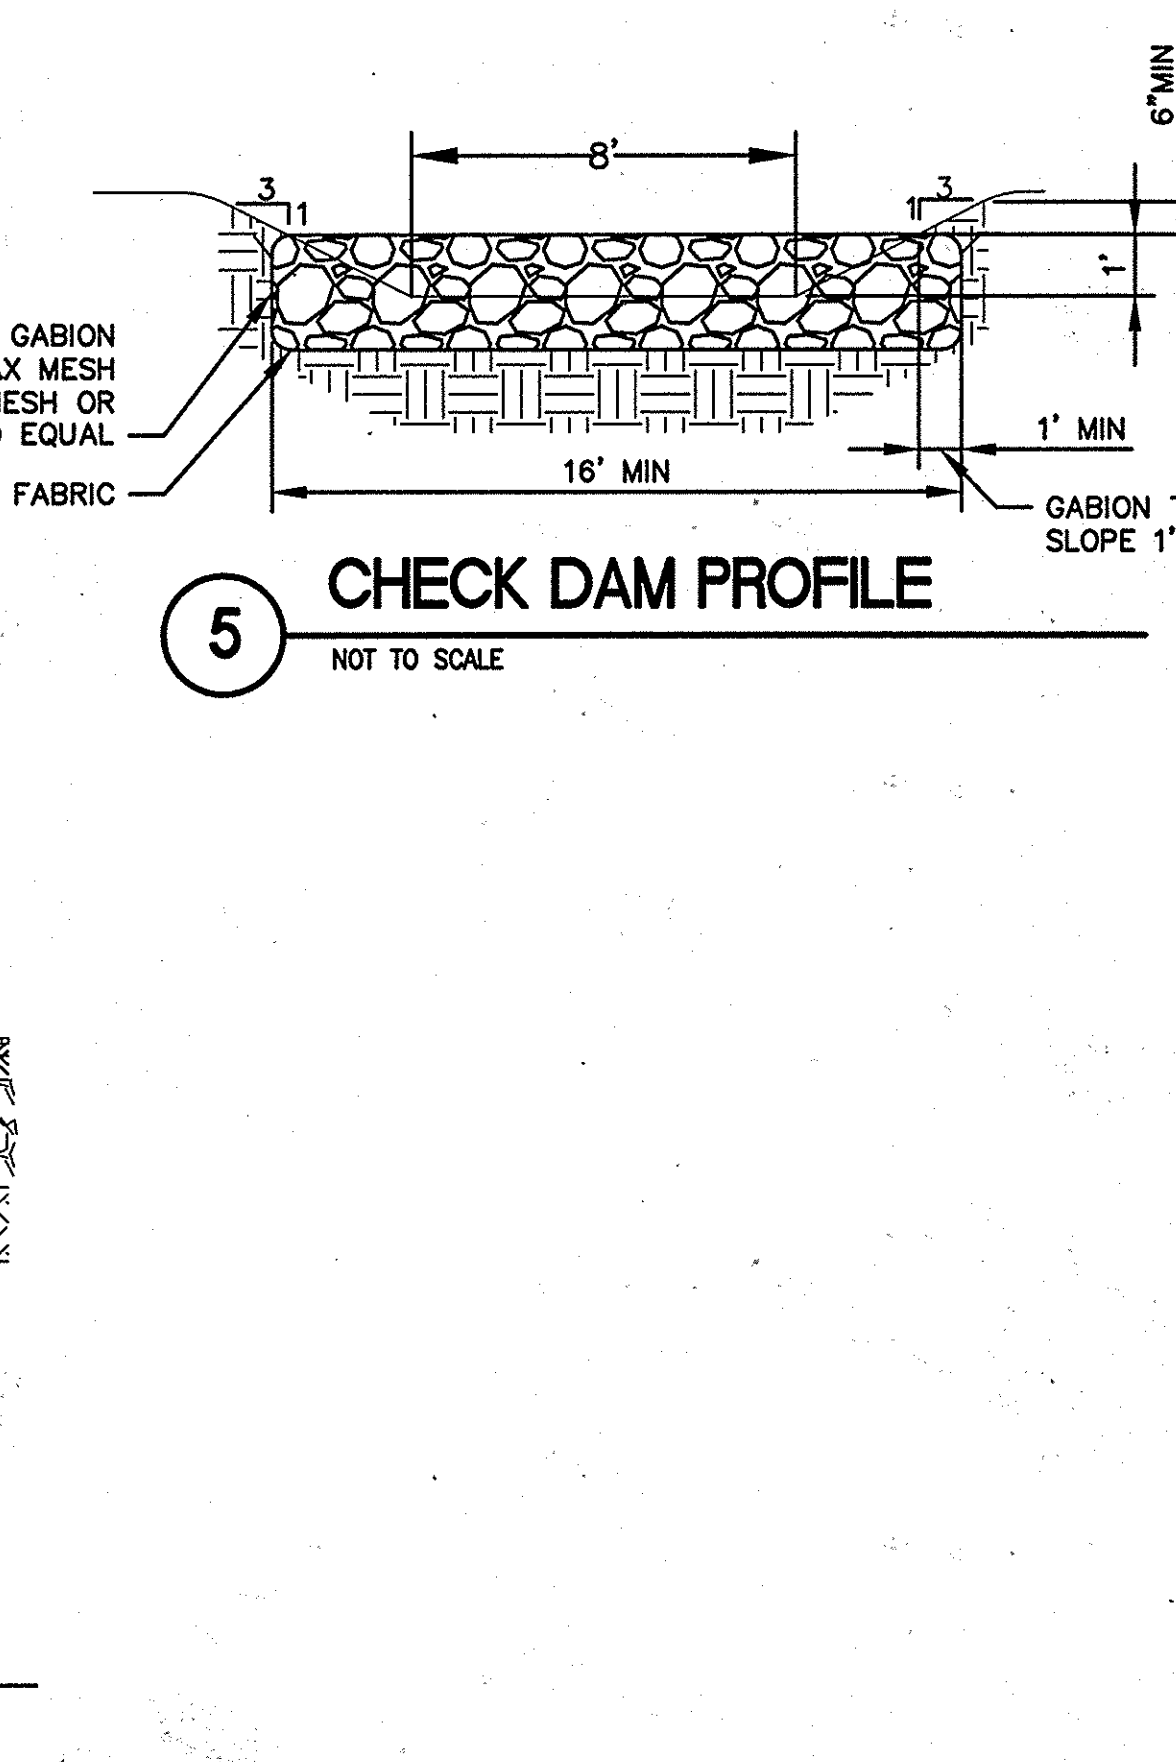 6"MIN
8'
3
1
1
3
1'
GABION
MESH
OR
EQUAL
FABRIC
1' MIN
16' MIN
GABION
SLOPE 1'
CHECK DAM PROFILE
5
NOT TO SCALE